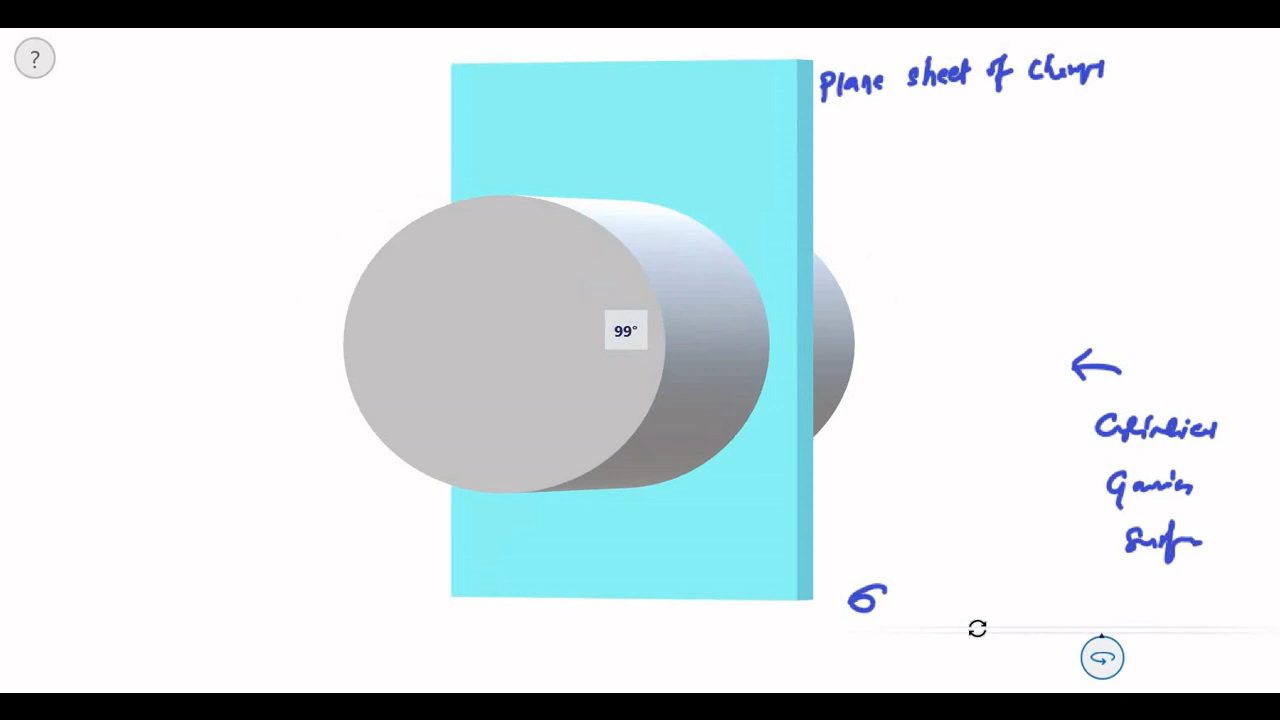 ?
Plane sheet of Charge
99°
Cylindrical
Gaussian
Surface
σ